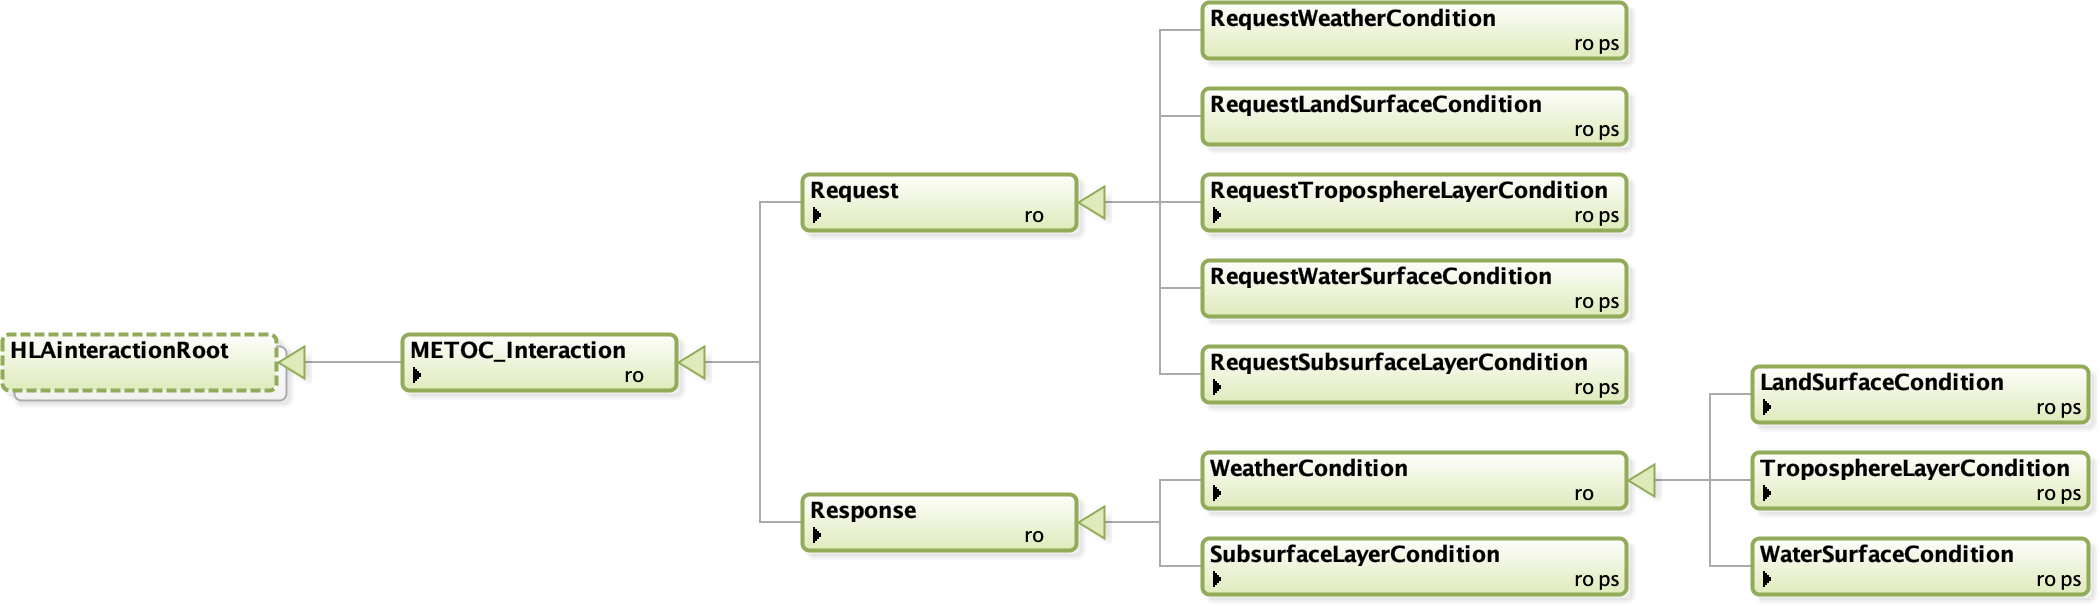 HLAinteractionRoot
METOC_Interaction
ro
Request
ro
Response
ro
RequestWeatherCondition
ro ps
RequestLandSurfaceCondition
ro ps
RequestTroposphereLayerCondition
ro ps
RequestWaterSurfaceCondition
ro ps
RequestSubsurfaceLayerCondition
ro ps
WeatherCondition
ro
SubsurfaceLayerCondition
ro ps
LandSurfaceCondition
ro ps
TroposphereLayerCondition
ro ps
WaterSurfaceCondition
ro ps